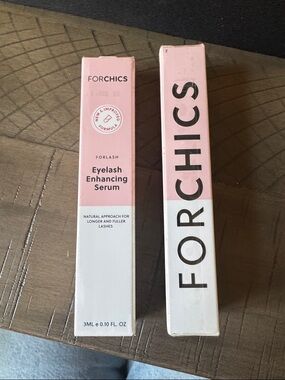 FORCHICS
NEW & IMPROVED
FORMULA
FORLASH
Eyelash
Enhancing
Serum
NATURAL APPROACH FOR
LONGER AND FULLER
LASHES
3ML e 0.10 FL. OZ
FORCHICS